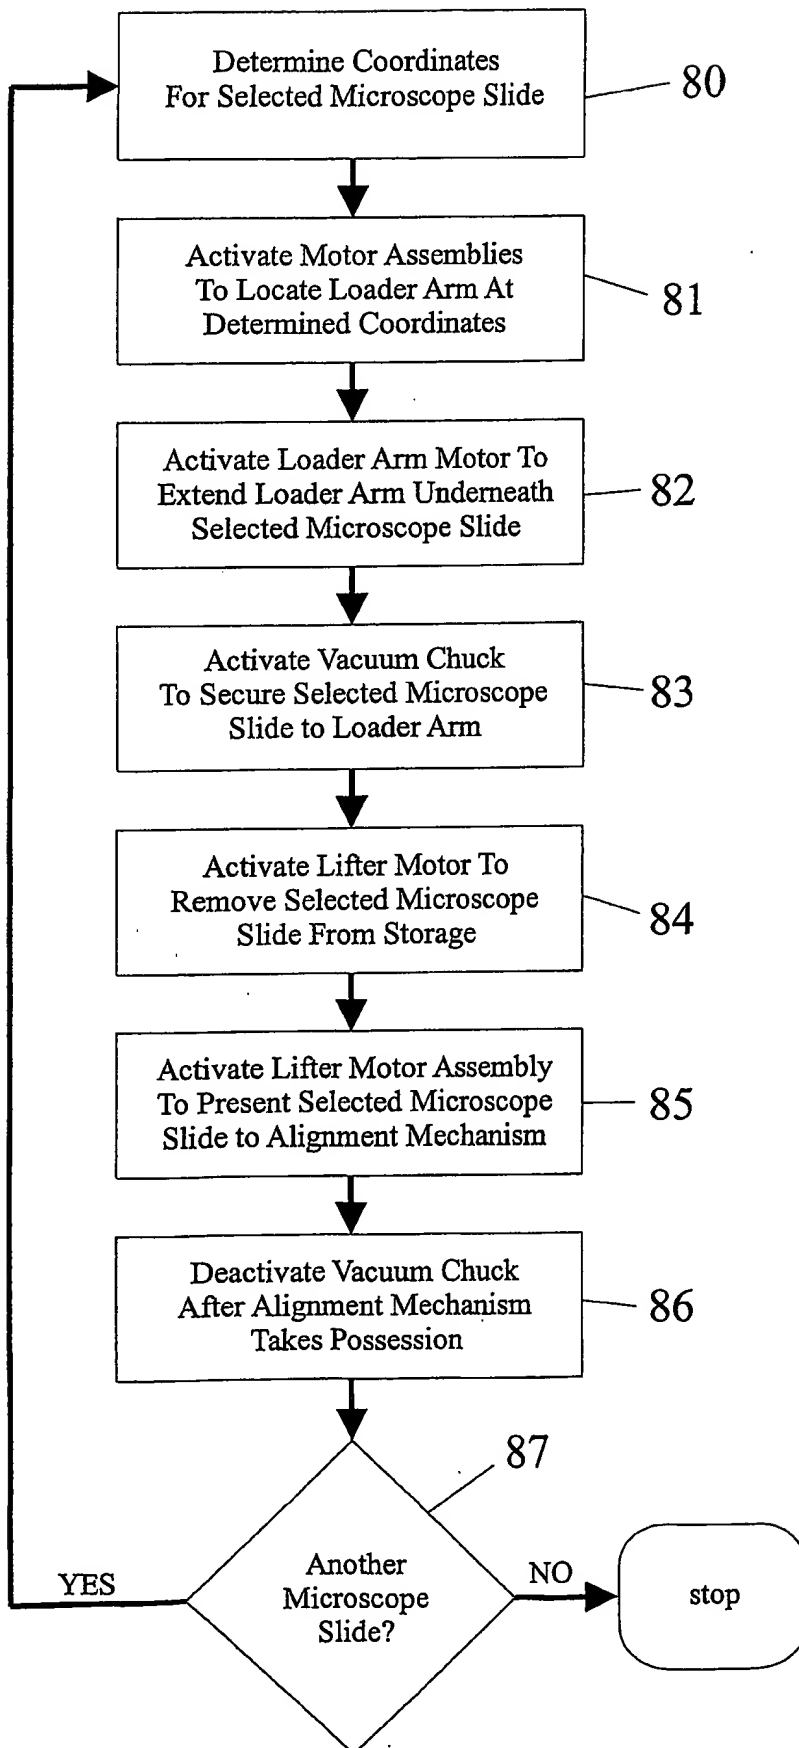 Determine Coordinates
For Selected Microscope Slide
80
Activate Motor Assemblies
To Locate Loader Arm At
Determined Coordinates
81
Activate Loader Arm Motor To
Extend Loader Arm Underneath
Selected Microscope Slide
82
Activate Vacuum Chuck
To Secure Selected Microscope
Slide to Loader Arm
83
Activate Lifter Motor To
Remove Selected Microscope
Slide From Storage
84
Activate Lifter Motor Assembly
To Present Selected Microscope
Slide to Alignment Mechanism
85
Deactivate Vacuum Chuck
After Alignment Mechanism
Takes Possession
86
87
Another
Microscope
Slide?
YES
NO
stop